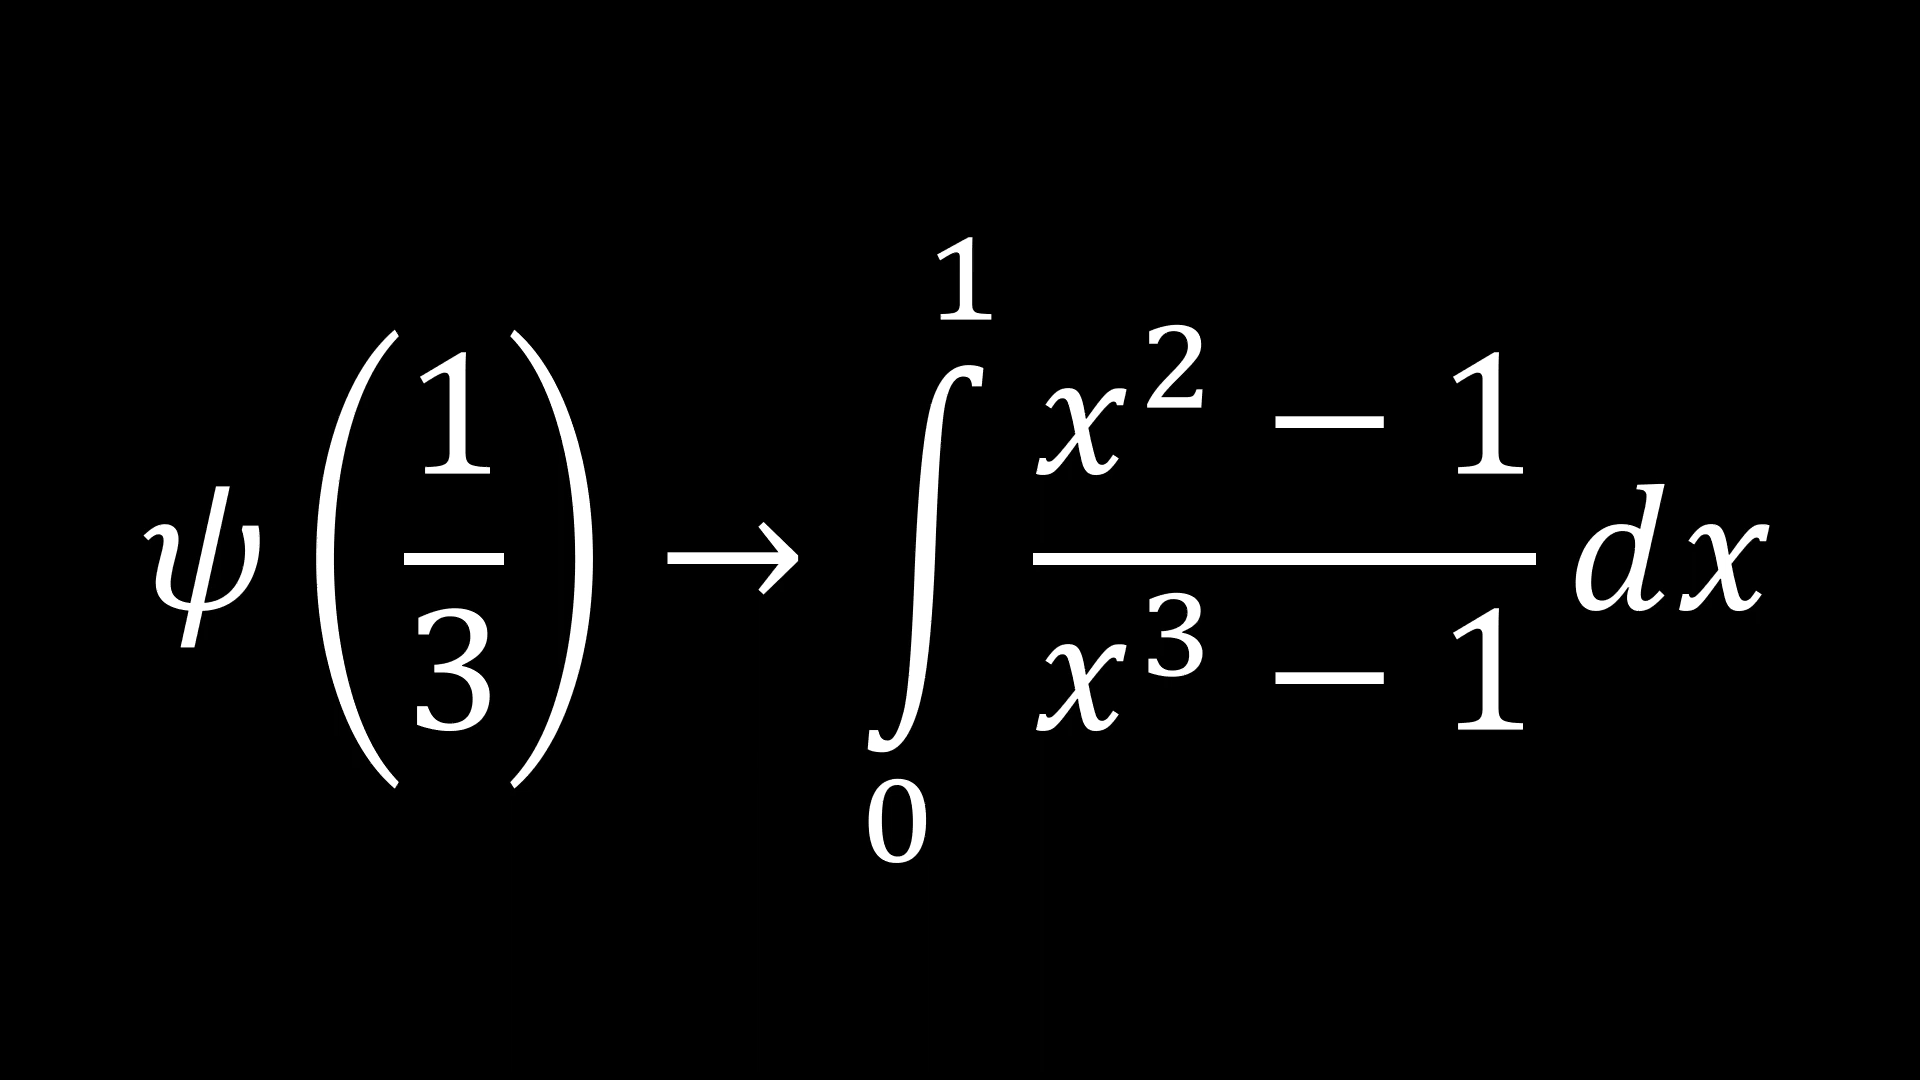 ψ(1/3) → ∫₀¹ (x² − 1)/(x³ − 1) dx